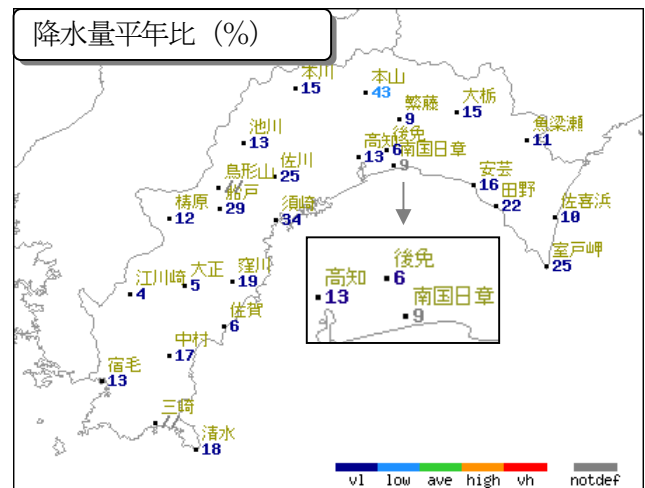 降水量平年比（%）
本川
15
本山
43
繁藤
9
大栃
15
魚梁瀬
11
池川
13
高知
13
後免
6
南国日章
9
佐川
25
鳥形山
//
安芸
16
田野
22
佐喜浜
10
室戸岬
25
船戸
29
梼原
12
須崎
34
江川崎
4
大正
5
窪川
19
佐賀
6
中村
17
宿毛
13
三崎
//
清水
18
後免
6
高知
13
南国日章
9
vl low ave high vh notdef